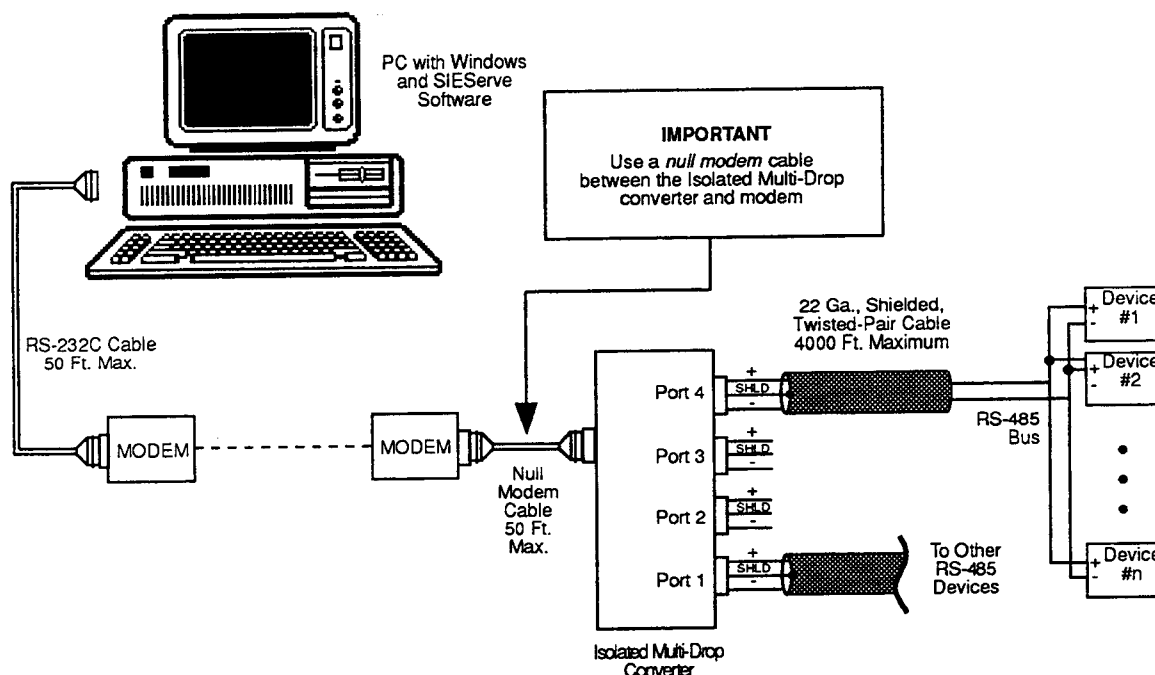 PC with Windows
and SIEServe
Software
IMPORTANT
Use a null modem cable
between the Isolated Multi-Drop
converter and modem
RS-232C Cable
50 Ft. Max.
MODEM
MODEM
Null
Modem
Cable
50 Ft.
Max.
Port 4
+
SHLD
-
Port 3
+
SHLD
-
Port 2
+
SHLD
-
Port 1
+
SHLD
-
Isolated Multi-Drop
Converter
22 Ga., Shielded,
Twisted-Pair Cable
4000 Ft. Maximum
RS-485
Bus
To Other
RS-485
Devices
+
-
Device
#1
+
-
Device
#2
+
-
Device
#n